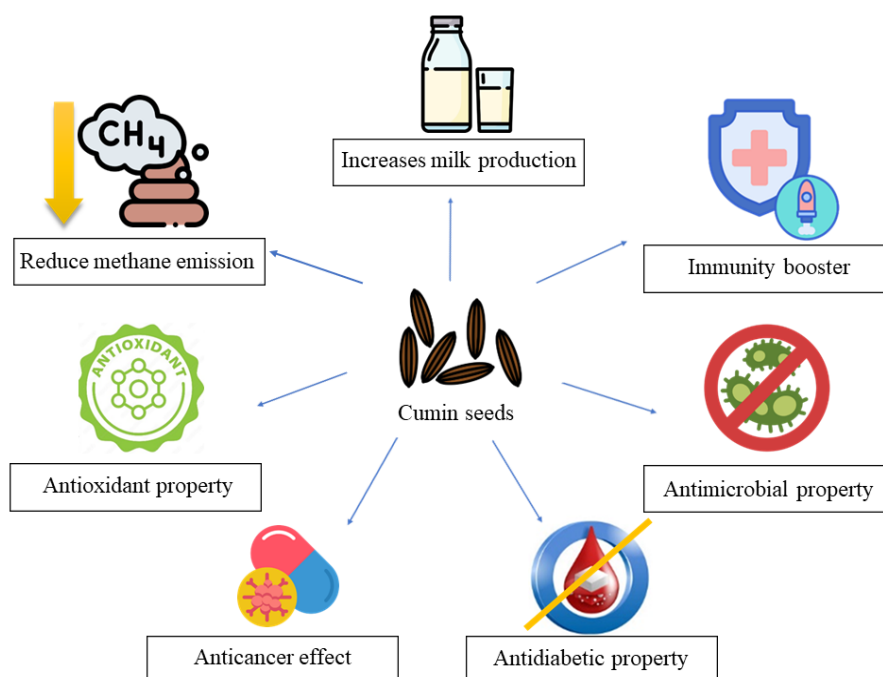 Increases milk production
CH4
Reduce methane emission
Immunity booster
ANTIOXIDANT
Cumin seeds
Antioxidant property
Antimicrobial property
Anticancer effect
Antidiabetic property